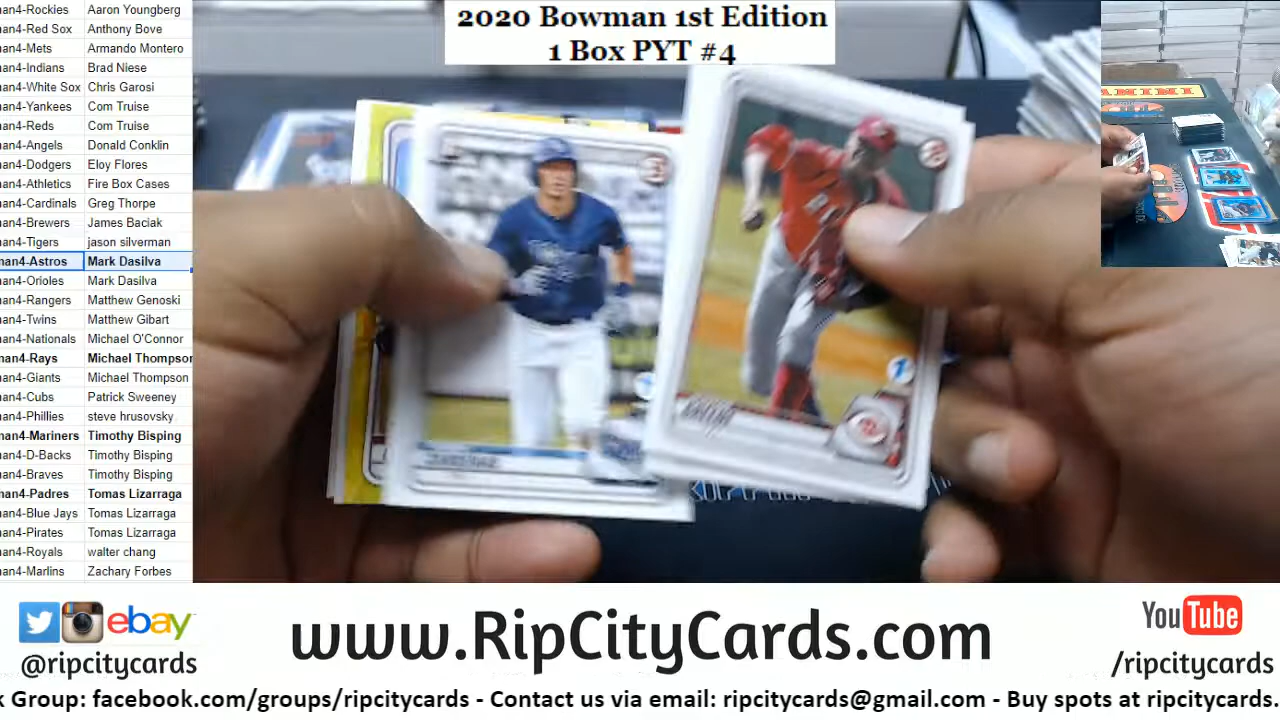 2020 Bowman 1st Edition
1 Box PYT #4
an4-Rockies Aaron Youngberg
an4-Red Sox Anthony Bove
an4-Mets Armando Montero
an4-Indians Brad Niese
an4-White Sox Chris Garosi
an4-Yankees Com Truise
an4-Reds Com Truise
an4-Angels Donald Conklin
an4-Dodgers Eloy Flores
an4-Athletics Fire Box Cases
an4-Cardinals Greg Thorpe
an4-Brewers James Baciak
an4-Tigers jason silverman
an4-Astros Mark Dasilva
an4-Orioles Mark Dasilva
an4-Rangers Matthew Genoski
an4-Twins Matthew Gibart
an4-Nationals Michael O'Connor
an4-Rays Michael Thompson
an4-Giants Michael Thompson
an4-Cubs Patrick Sweeney
an4-Phillies steve hrusovsky
an4-Mariners Timothy Bisping
an4-D-Backs Timothy Bisping
an4-Braves Timothy Bisping
an4-Padres Tomas Lizarraga
an4-Blue Jays Tomas Lizarraga
an4-Pirates Tomas Lizarraga
an4-Royals walter chang
an4-Marlins Zachary Forbes
PANINI
ebay
@ripcitycards
www.RipCityCards.com
YouTube
/ripcitycards
k Group: facebook.com/groups/ripcitycards - Contact us via email: ripcitycards@gmail.com - Buy spots at ripcitycards.